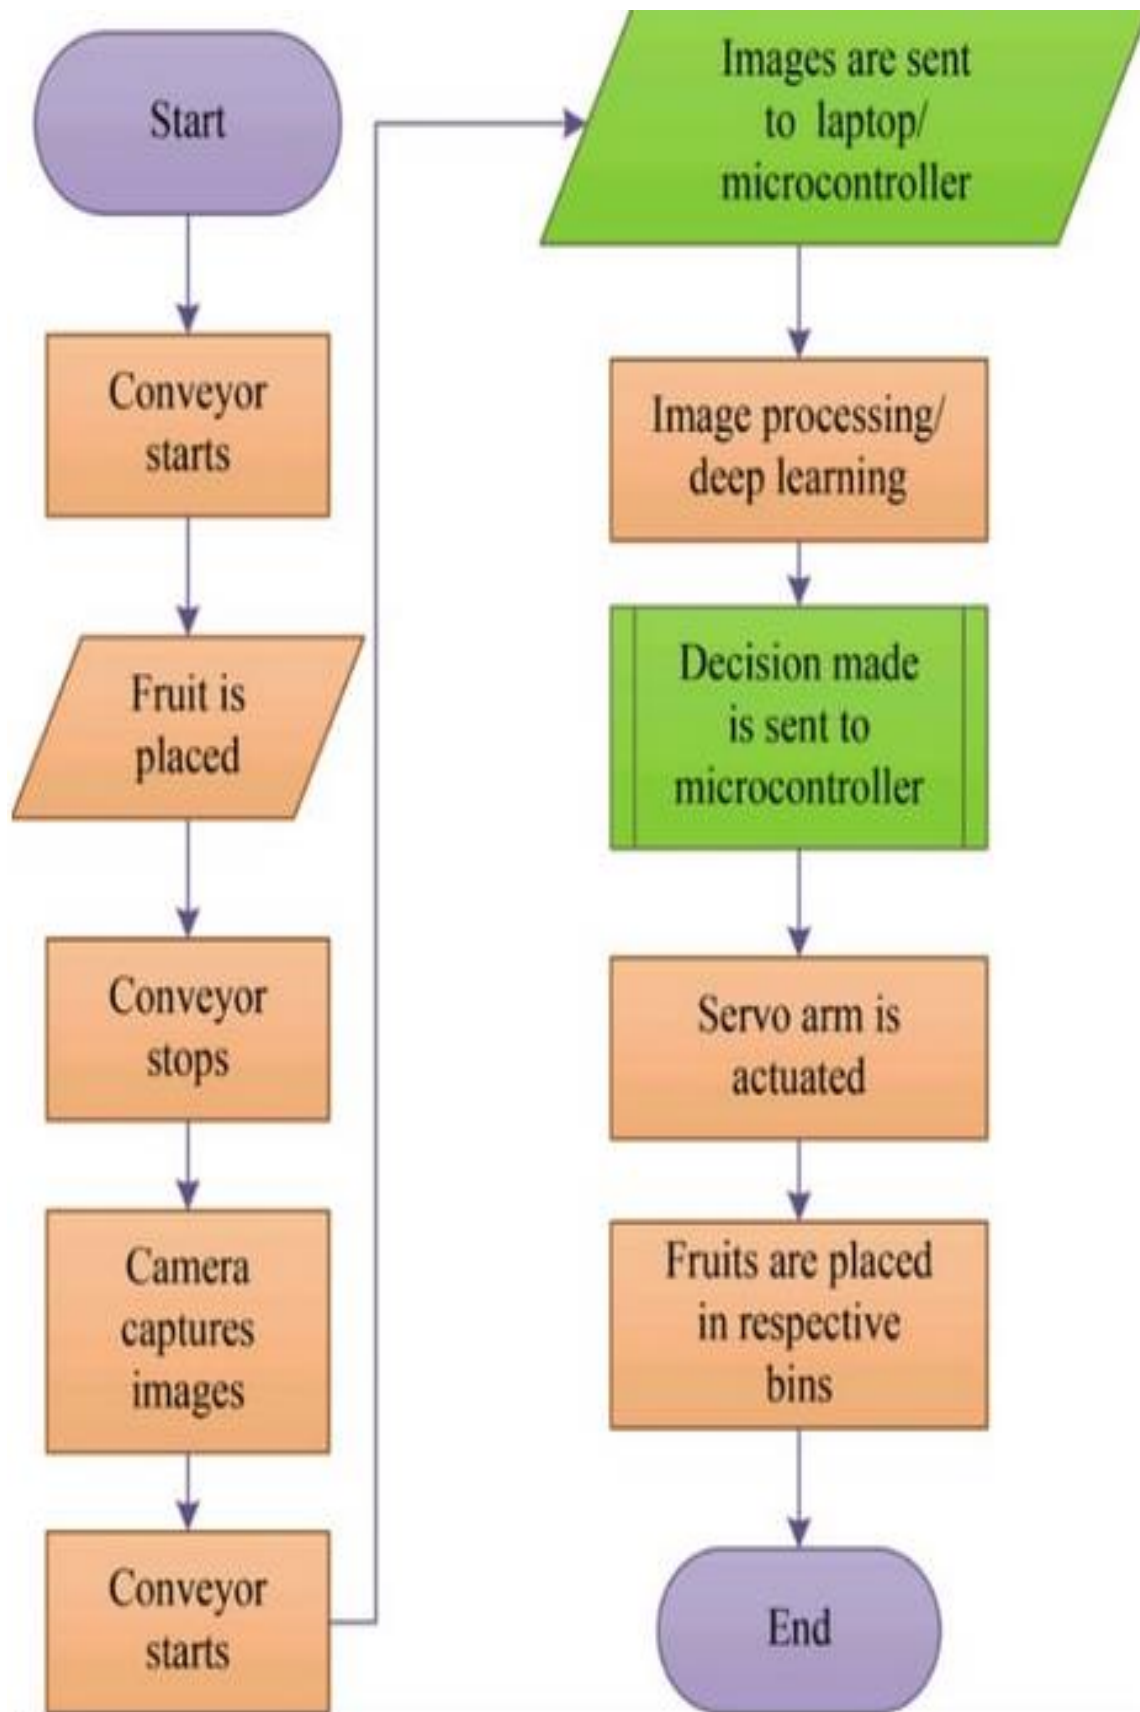 Start
Conveyor
starts
Fruit is
placed
Conveyor
stops
Camera
captures
images
Conveyor
starts
Images are sent
to laptop/
microcontroller
Image processing/
deep learning
Decision made
is sent to
microcontroller
Servo arm is
actuated
Fruits are placed
in respective
bins
End